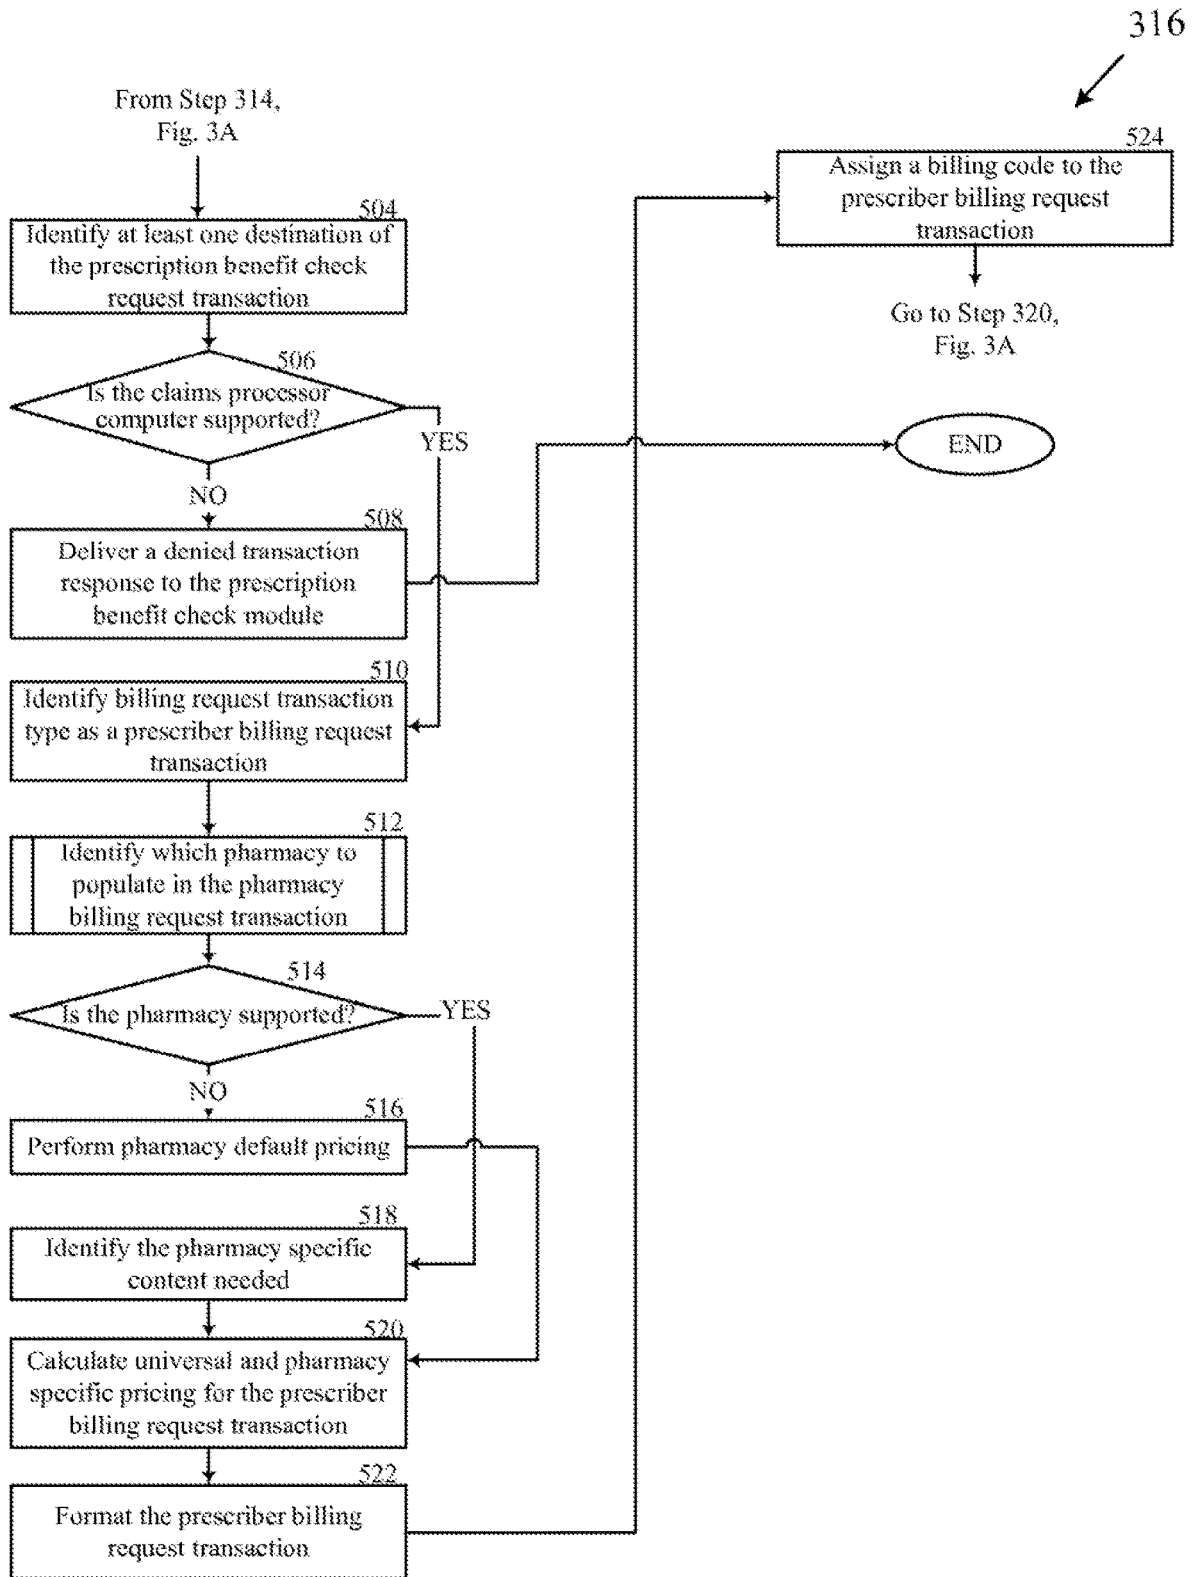 316
From Step 314,
Fig. 3A
504
Identify at least one destination of
the prescription benefit check
request transaction
506
Is the claims processor
computer supported?
YES
NO
508
Deliver a denied transaction
response to the prescription
benefit check module
510
Identify billing request transaction
type as a prescriber billing request
transaction
512
Identify which pharmacy to
populate in the pharmacy
billing request transaction
514
Is the pharmacy supported?
YES
NO
516
Perform pharmacy default pricing
518
Identify the pharmacy specific
content needed
520
Calculate universal and pharmacy
specific pricing for the prescriber
billing request transaction
522
Format the prescriber billing
request transaction
524
Assign a billing code to the
prescriber billing request
transaction
Go to Step 320,
Fig. 3A
END